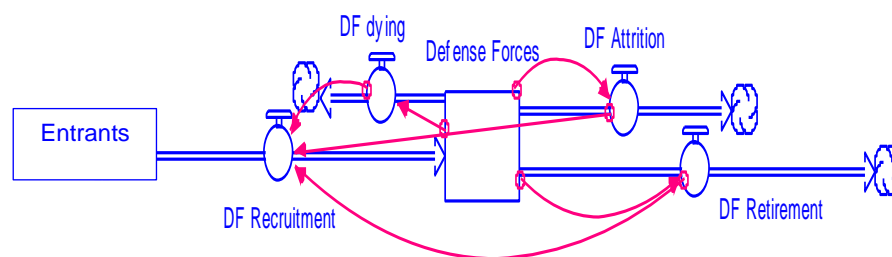 DF dying
Defense Forces
DF Attrition
Entrants
DF Recruitment
DF Retirement